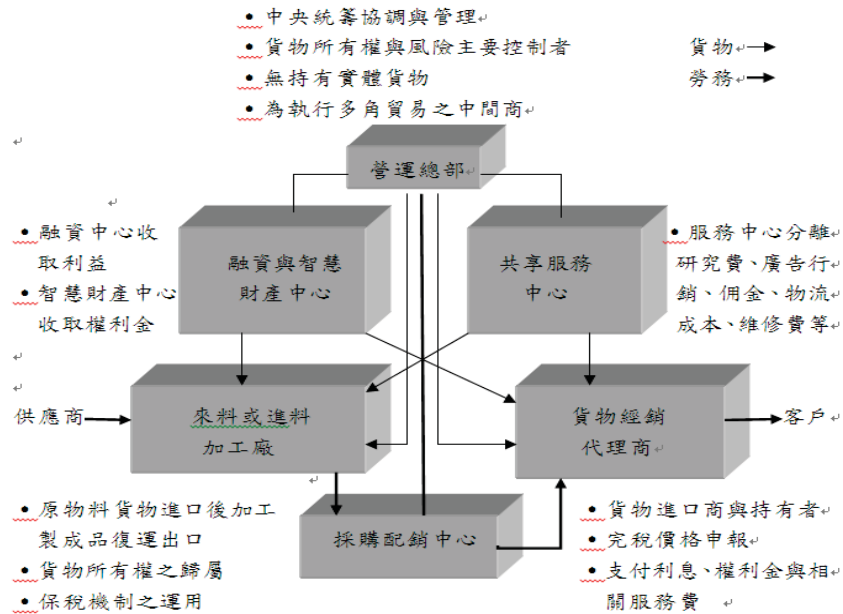 • 中央統籌協調與管理
• 貨物所有權與風險主要控制者
• 無持有實體貨物
• 為執行多角貿易之中間商
貨物
勞務
營運總部
• 融資中心收
取利益
• 智慧財產中心
收取權利金
融資與智慧
財產中心
共享服務
中心
• 服務中心分離
研究費、廣告行
銷、佣金、物流
成本、維修費等
供應商
來料或進料
加工廠
貨物經銷
代理商
客戶
• 原物料貨物進口後加工
製成品復運出口
• 貨物所有權之歸屬
• 保稅機制之運用
採購配銷中心
• 貨物進口商與持有者
• 完稅價格申報
• 支付利息、權利金與相
關服務費